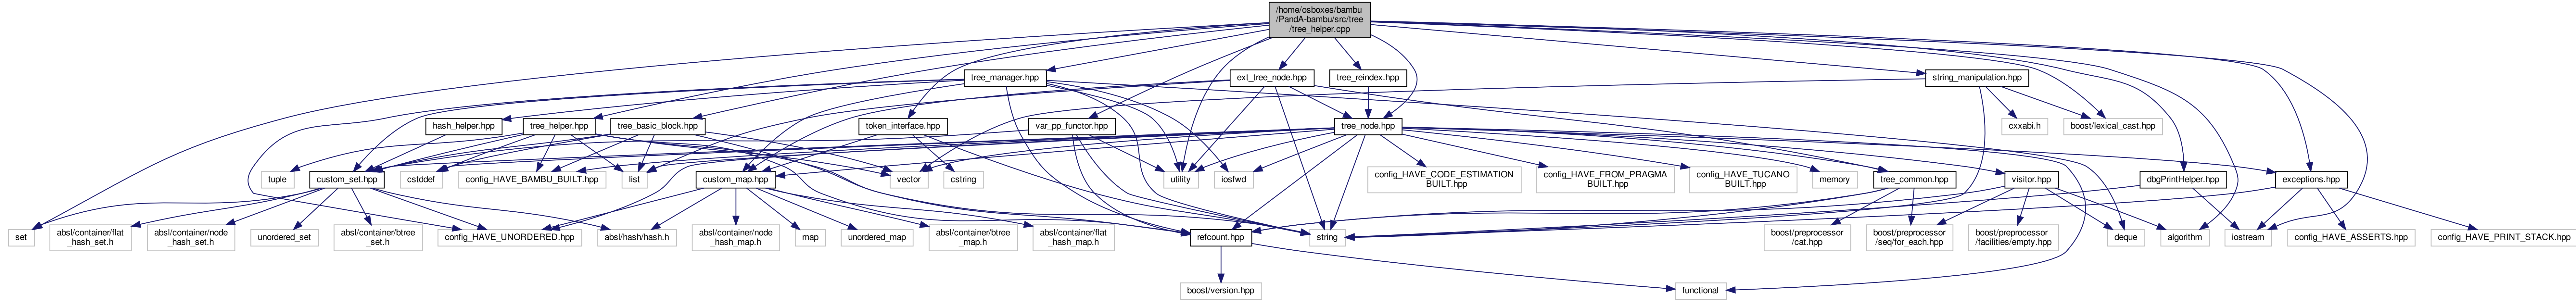 /home/osboxes/bambu
/PandA-bambu/src/tree
/tree_helper.cpp
tree_manager.hpp
ext_tree_node.hpp
tree_reindex.hpp
string_manipulation.hpp
hash_helper.hpp
tree_helper.hpp
tree_basic_block.hpp
token_interface.hpp
var_pp_functor.hpp
tree_node.hpp
cxxabi.h
boost/lexical_cast.hpp
tuple
custom_set.hpp
cstddef
config_HAVE_BAMBU_BUILT.hpp
list
custom_map.hpp
vector
cstring
utility
iosfwd
config_HAVE_CODE_ESTIMATION
_BUILT.hpp
config_HAVE_FROM_PRAGMA
_BUILT.hpp
config_HAVE_TUCANO
_BUILT.hpp
memory
tree_common.hpp
visitor.hpp
dbgPrintHelper.hpp
exceptions.hpp
set
absl/container/flat
_hash_set.h
absl/container/node
_hash_set.h
unordered_set
absl/container/btree
_set.h
config_HAVE_UNORDERED.hpp
absl/hash/hash.h
absl/container/node
_hash_map.h
map
unordered_map
absl/container/btree
_map.h
absl/container/flat
_hash_map.h
refcount.hpp
string
boost/preprocessor
/cat.hpp
boost/preprocessor
/seq/for_each.hpp
boost/preprocessor
/facilities/empty.hpp
deque
algorithm
iostream
config_HAVE_ASSERTS.hpp
config_HAVE_PRINT_STACK.hpp
boost/version.hpp
functional